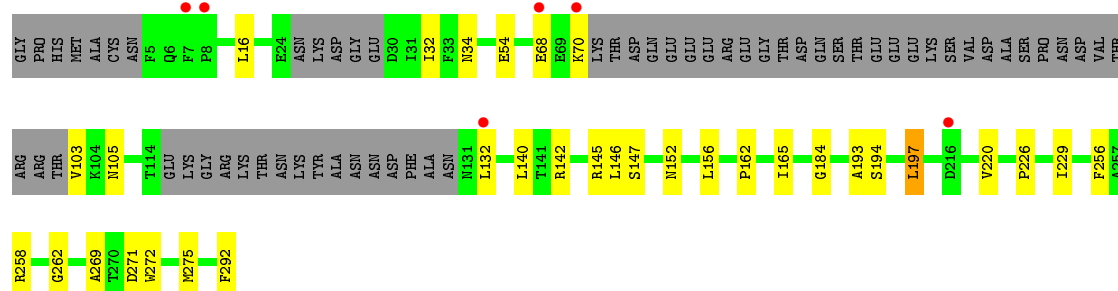 GLY PRO HIS MET ALA CYS ASN F5 Q6 F7 P8 L16 E24 ASN LYS ASP GLY GLU D30 I31 I32 F33 N34 E54 E68 E69 K70 LYS THR ASP GLN GLU GLU GLU ARG GLU GLY THR ASP GLN SER THR GLU GLU GLU LYS SER VAL ASP ALA SER PRO ASN ASP VAL THR
ARG ARG THR V103 K104 N105 T114 GLU LYS GLY ARG LYS THR ASN LYS TYR ALA ASN ASN ASP PHE ALA ASN N131 L132 L140 T141 R142 R145 L146 S147 N152 L156 P162 I165 G184 A193 S194 L197 D216 V220 P226 I229 F256 A257
R258 G262 A269 T270 D271 W272 M275 F292